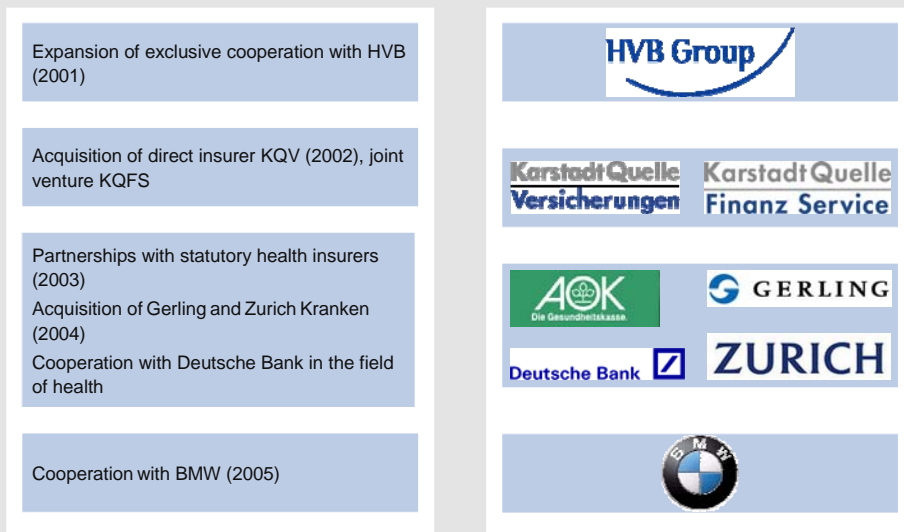 Expansion of exclusive cooperation with HVB
(2001)
HVB Group
Acquisition of direct insurer KQV (2002), joint
venture KQFS
KarstadtQuelle
Versicherungen
KarstadtQuelle
Finanz Service
Partnerships with statutory health insurers
(2003)
Acquisition of Gerling and Zurich Kranken
(2004)
Cooperation with Deutsche Bank in the field
of health
AOK
Die Gesundheitskasse.
GERLING
Deutsche Bank
ZURICH
Cooperation with BMW (2005)
BMW